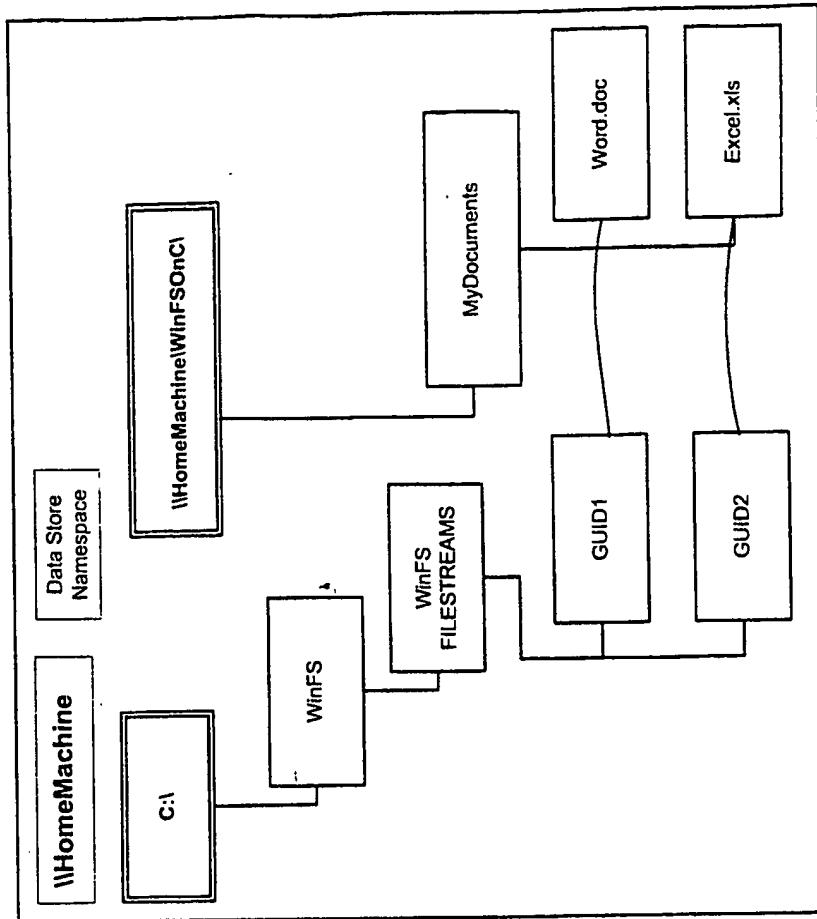 \\HomeMachine
Data Store
Namespace
C:\
\\HomeMachine\WinFSOnC\
WinFS
WinFS
FILESTREAMS
MyDocuments
GUID1
Word.doc
GUID2
Excel.xls